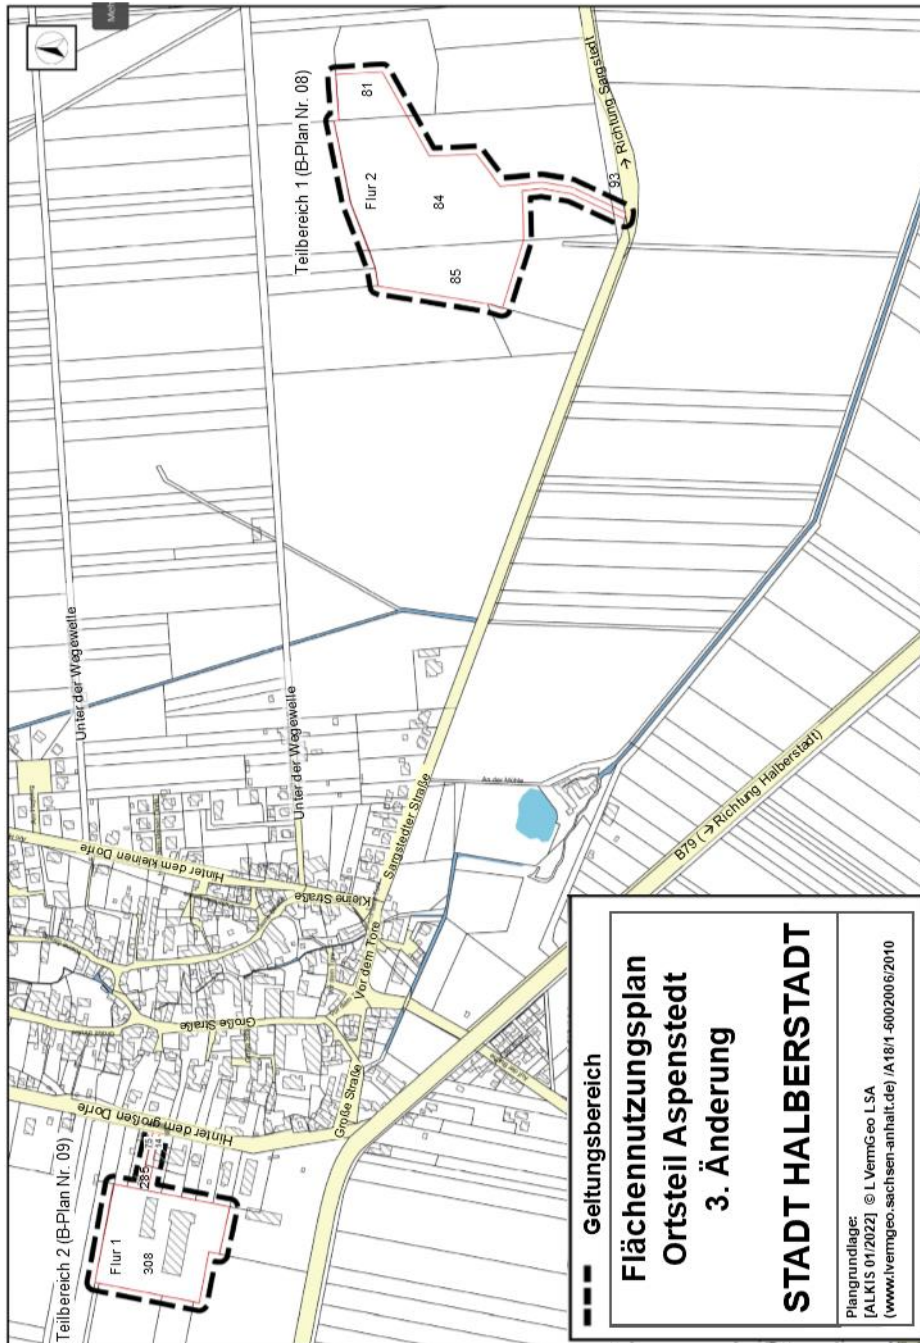 Teilbereich 2 (B-Plan Nr. 09)
Flur 1
308
285
Hinter dem großen Dorfe
Große Straße
Große Straße
Vor dem Tore
Kleine Straße
Hinter dem kleinen Dorfe
Sargstedter Straße
An der Mühle
Unter der Wegewelle
Unter der Wegewelle
Teilbereich 1 (B-Plan Nr. 08)
Flur 2
81
84
85
93
→ Richtung Sargstedt
B79 ( → Richtung Halberstadt)
Geltungsbereich
Flächennutzungsplan
Ortsteil Aspenstedt
3. Änderung
STADT HALBERSTADT
Plangrundlage:
[ALKIS 01/2022] © LVermGeo LSA
(www.lvermgeo.sachsen-anhalt.de) /A18/1-6002006/2010